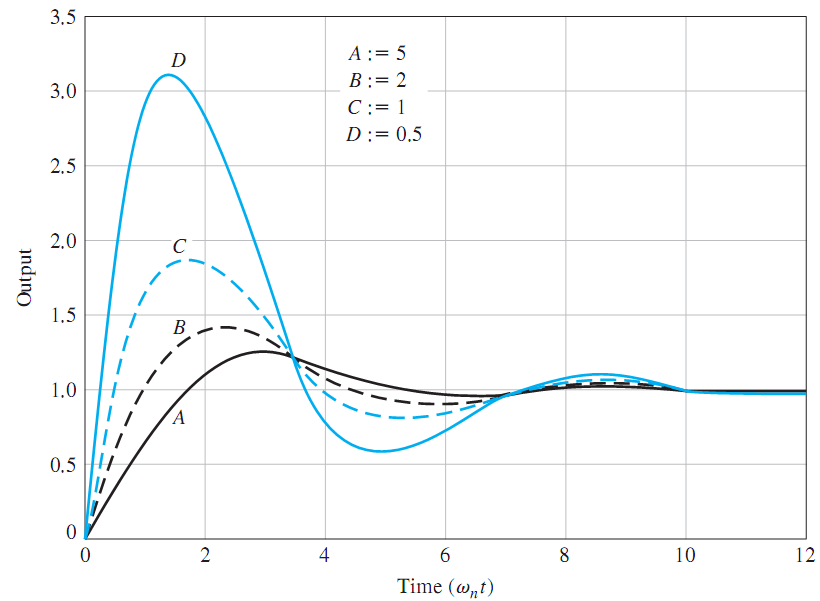 3.5
D
A := 5
B := 2
C := 1
D := 0.5
3.0
2.5
2.0
C
Output
1.5
B
1.0
A
0.5
0
0 2 4 6 8 10 12
Time (ωₙt)